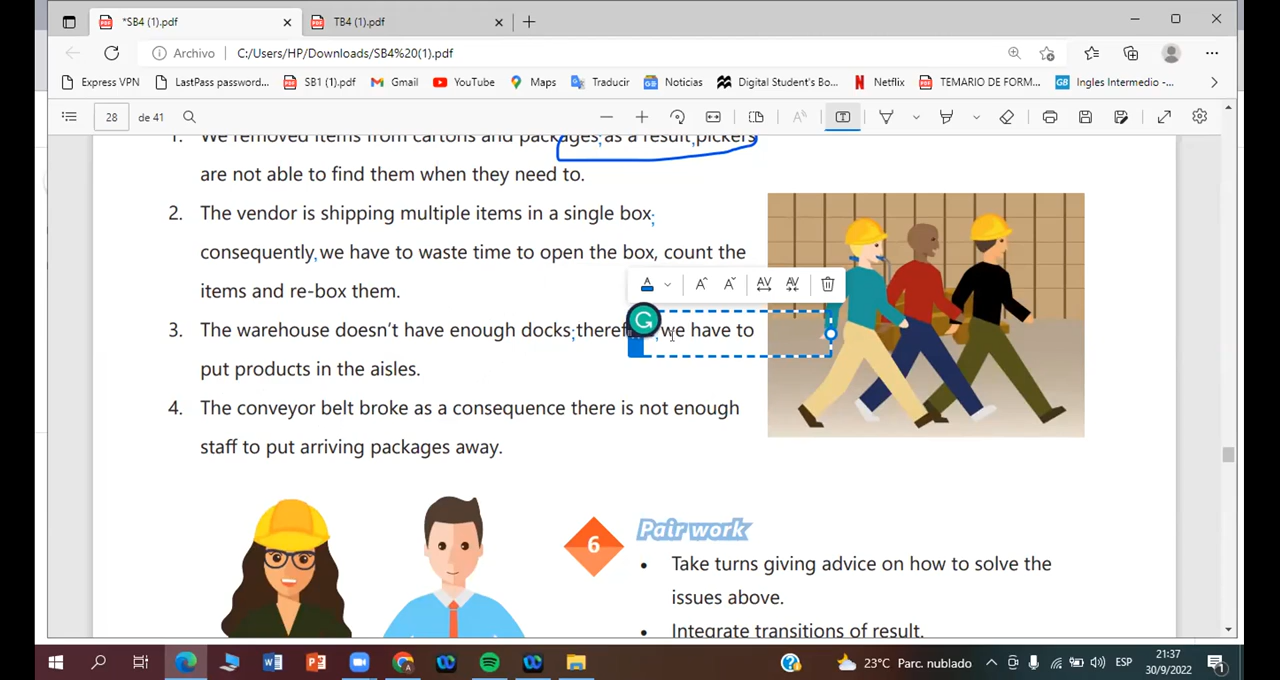 *SB4 (1).pdf
TB4 (1).pdf
Archivo
C:/Users/HP/Downloads/SB4%20(1).pdf
Express VPN
LastPass password...
SB1 (1).pdf
Gmail
YouTube
Maps
Traducir
Noticias
Digital Student's Bo...
Netflix
TEMARIO DE FORM...
Ingles Intermedio -...
28
de 41
1. We removed items from cartons and packages; as a result, pickers
are not able to find them when they need to.
2. The vendor is shipping multiple items in a single box;
consequently, we have to waste time to open the box, count the
items and re-box them.
3. The warehouse doesn't have enough docks; theref , we have to
put products in the aisles.
4. The conveyor belt broke as a consequence there is not enough
staff to put arriving packages away.
6
Pair work
• Take turns giving advice on how to solve the
issues above.
• Integrate transitions of result.
23°C Parc. nublado
ESP
21:37
30/9/2022